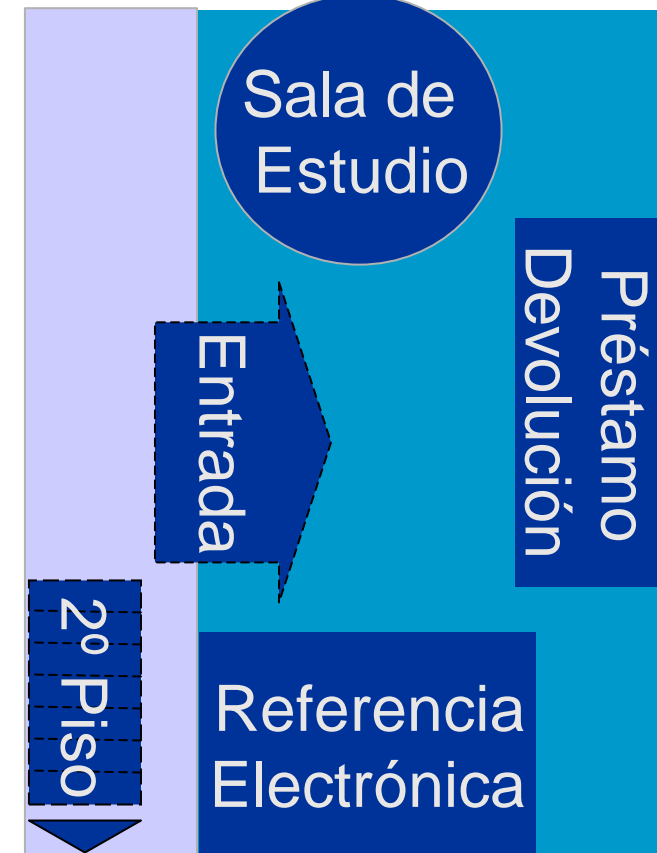 Sala de
Estudio
Préstamo
Devolución
Entrada
2º Piso
Referencia
Electrónica